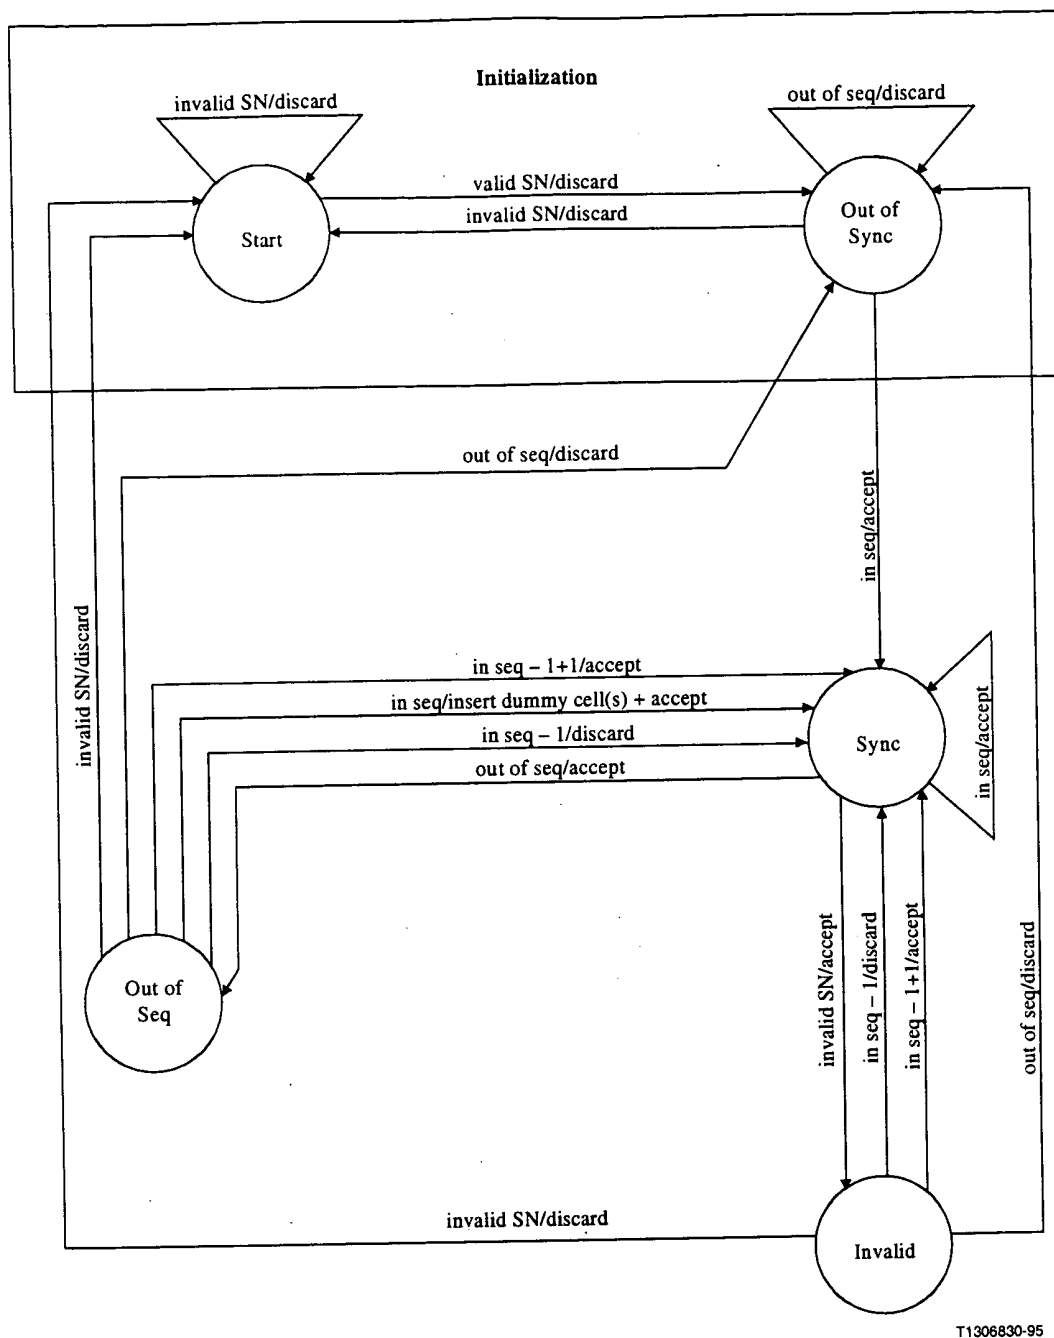 Initialization
invalid SN/discard
out of seq/discard
valid SN/discard
invalid SN/discard
Start
Out of
Sync
out of seq/discard
in seq/accept
invalid SN/discard
in seq – 1+1/accept
in seq/insert dummy cell(s) + accept
in seq – 1/discard
out of seq/accept
Sync
in seq/accept
Out of
Seq
invalid SN/accept
in seq – 1/discard
in seq – 1+1/accept
out of seq/discard
invalid SN/discard
Invalid
T1306830-95